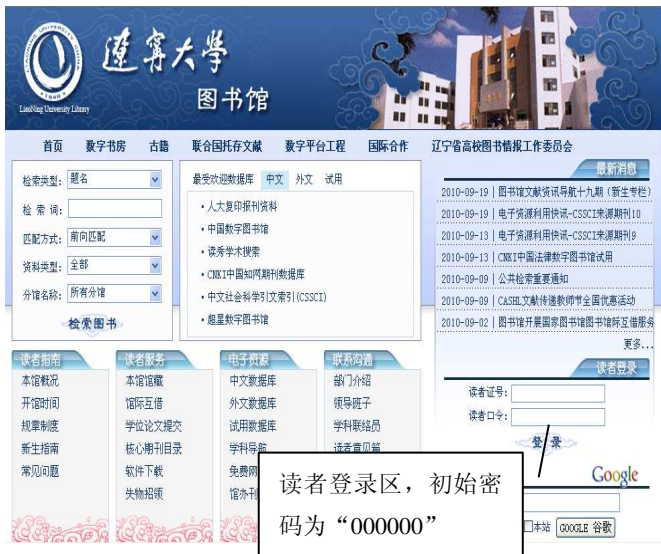 遼寧大學
图书馆
LiaoNing University Library
首页 数字书房 古籍 联合国托存文献 数字平台工程 国际合作 辽宁省高校图书情报工作委员会
检索类型: 题名
检 索 词:
匹配方式: 前向匹配
资料类型: 全部
分馆名称: 所有分馆
检索图书
最受欢迎数据库 中文 外文 试用
·人大复印报刊资料
·中国数字图书馆
·读秀学术搜索
·CNKI中国知网期刊数据库
·中文社会科学引文索引(CSSCI)
·超星数字图书馆
最新消息
2010-09-19 | 图书馆文献资讯导航十九期(新生专栏)
2010-09-19 | 电子资源利用快讯-CSSCI来源期刊10
2010-09-13 | 电子资源利用快讯-CSSCI来源期刊9
2010-09-13 | CNKI中国法律数字图书馆试用
2010-09-09 | 公共检索重要通知
2010-09-09 | CASHL文献传递教师节全国优惠活动
2010-09-02 | 图书馆开展国家图书馆图书馆际互借服务
更多...
读者指南
本馆概况
开馆时间
规章制度
新生指南
常见问题
读者服务
本馆馆藏
馆际互借
学位论文提交
核心期刊目录
软件下载
失物招领
电子资源
中文数据库
外文数据库
试用数据库
学科导航
免费网
馆办刊
联系沟通
部门介绍
领导班子
学科联络员
读者意见箱
读者登录
读者证号:
读者口令:
登 录
Google
本站 GOOGLE 谷歌
读者登录区，初始密
码为“000000”